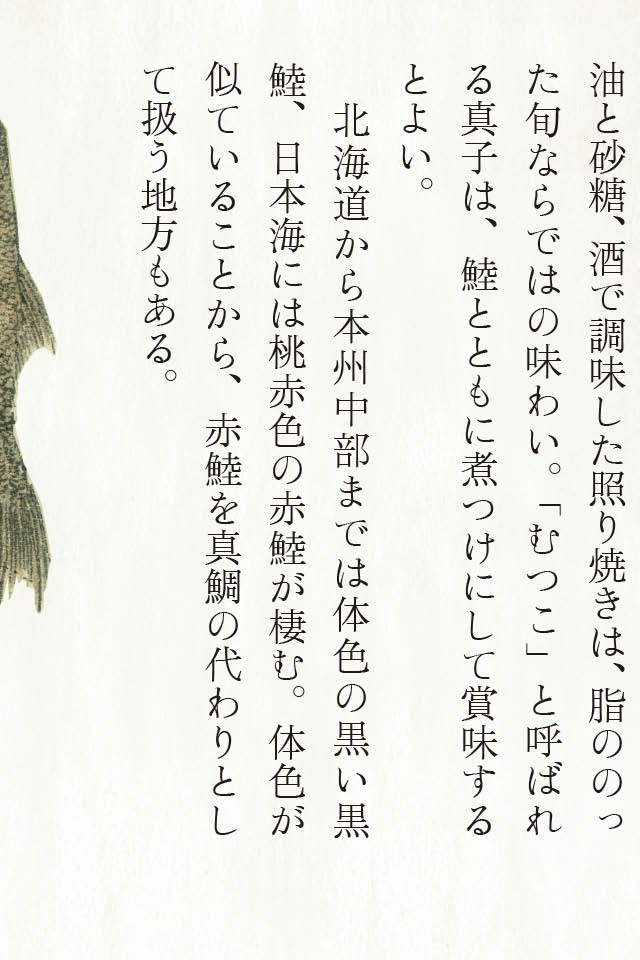 油と砂糖、酒で調味した照り焼きは、脂ののっ
た旬ならではの味わい。「むつこ」と呼ばれ
る真子は、鯥とともに煮つけにして賞味する
とよい。
北海道から本州中部までは体色の黒い黒
鯥、日本海には桃赤色の赤鯥が棲む。体色が
似ていることから、赤鯥を真鯛の代わりとし
て扱う地方もある。